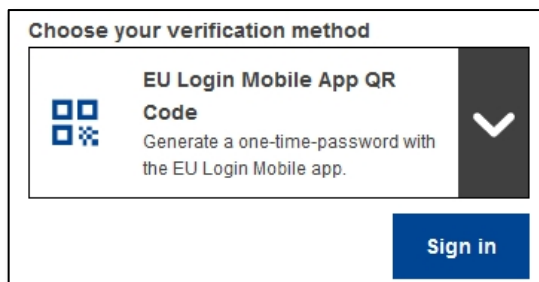 Choose your verification method
EU Login Mobile App QR
Code
Generate a one-time-password with
the EU Login Mobile app.
Sign in